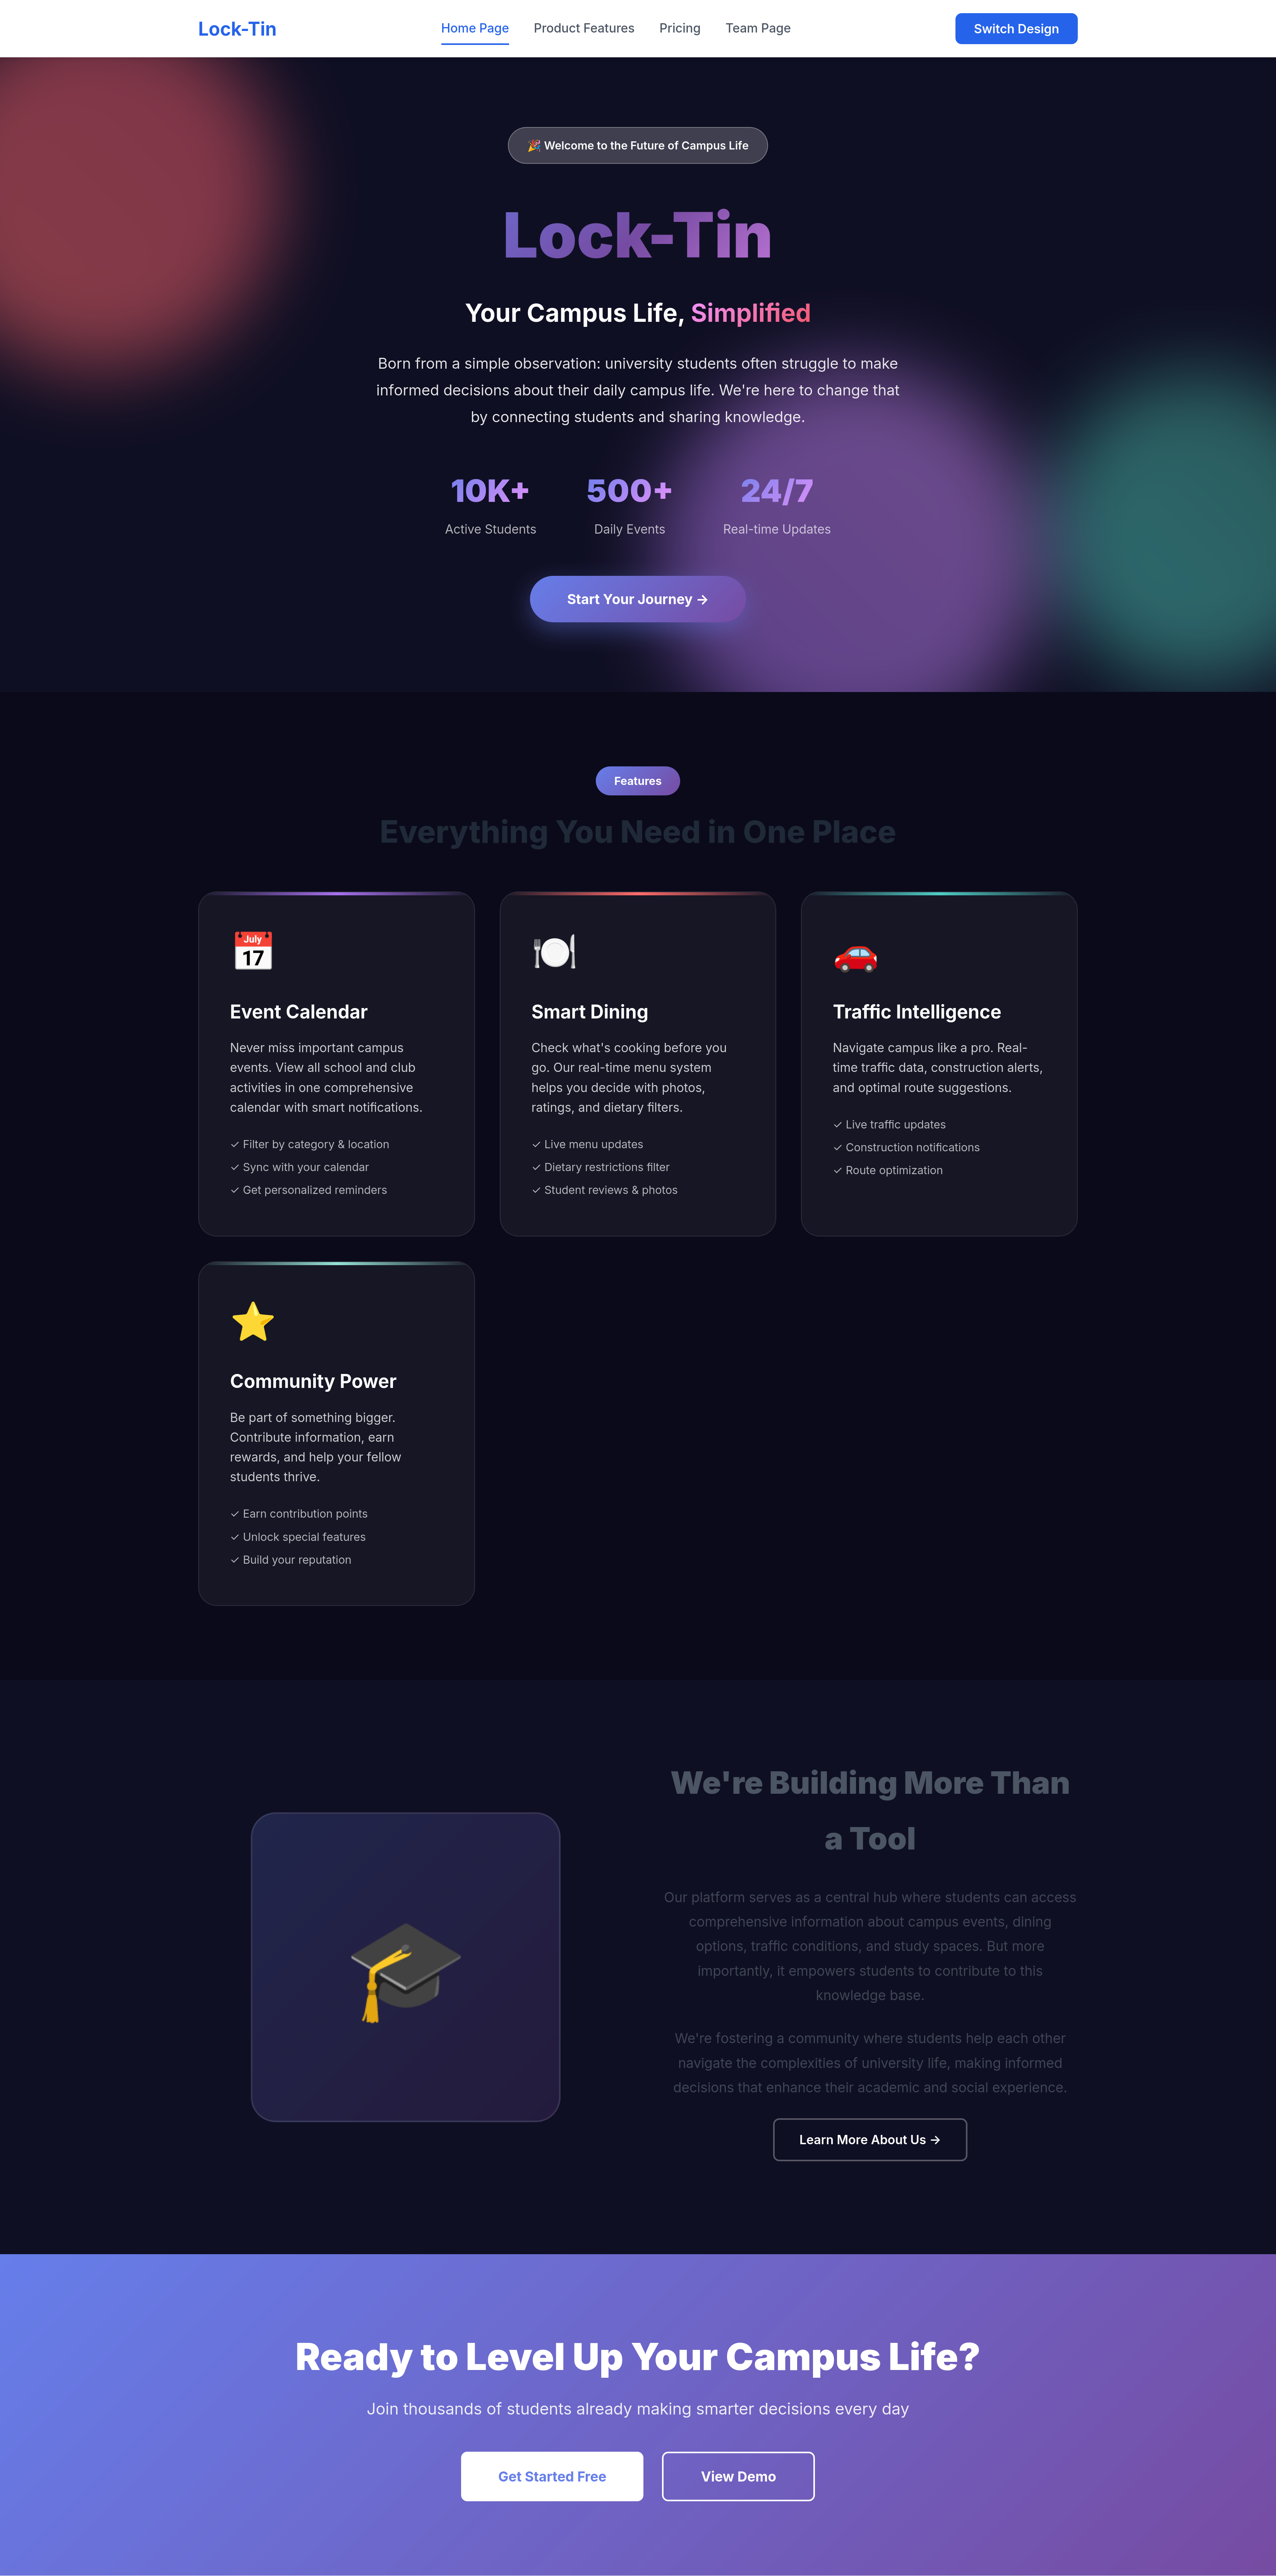 Lock-Tin
Home Page
Product Features
Pricing
Team Page
Switch Design
🎉 Welcome to the Future of Campus Life
Lock-Tin
Your Campus Life, Simplified
Born from a simple observation: university students often struggle to make
informed decisions about their daily campus life. We're here to change that
by connecting students and sharing knowledge.
10K+
Active Students
500+
Daily Events
24/7
Real-time Updates
Start Your Journey →
Features
Everything You Need in One Place
July
17
Event Calendar
Never miss important campus
events. View all school and club
activities in one comprehensive
calendar with smart notifications.
✓ Filter by category & location
✓ Sync with your calendar
✓ Get personalized reminders
Smart Dining
Check what's cooking before you
go. Our real-time menu system
helps you decide with photos,
ratings, and dietary filters.
✓ Live menu updates
✓ Dietary restrictions filter
✓ Student reviews & photos
Traffic Intelligence
Navigate campus like a pro. Real-
time traffic data, construction alerts,
and optimal route suggestions.
✓ Live traffic updates
✓ Construction notifications
✓ Route optimization
Community Power
Be part of something bigger.
Contribute information, earn
rewards, and help your fellow
students thrive.
✓ Earn contribution points
✓ Unlock special features
✓ Build your reputation
We're Building More Than
a Tool
Our platform serves as a central hub where students can access
comprehensive information about campus events, dining
options, traffic conditions, and study spaces. But more
importantly, it empowers students to contribute to this
knowledge base.
We're fostering a community where students help each other
navigate the complexities of university life, making informed
decisions that enhance their academic and social experience.
Learn More About Us →
Ready to Level Up Your Campus Life?
Join thousands of students already making smarter decisions every day
Get Started Free
View Demo